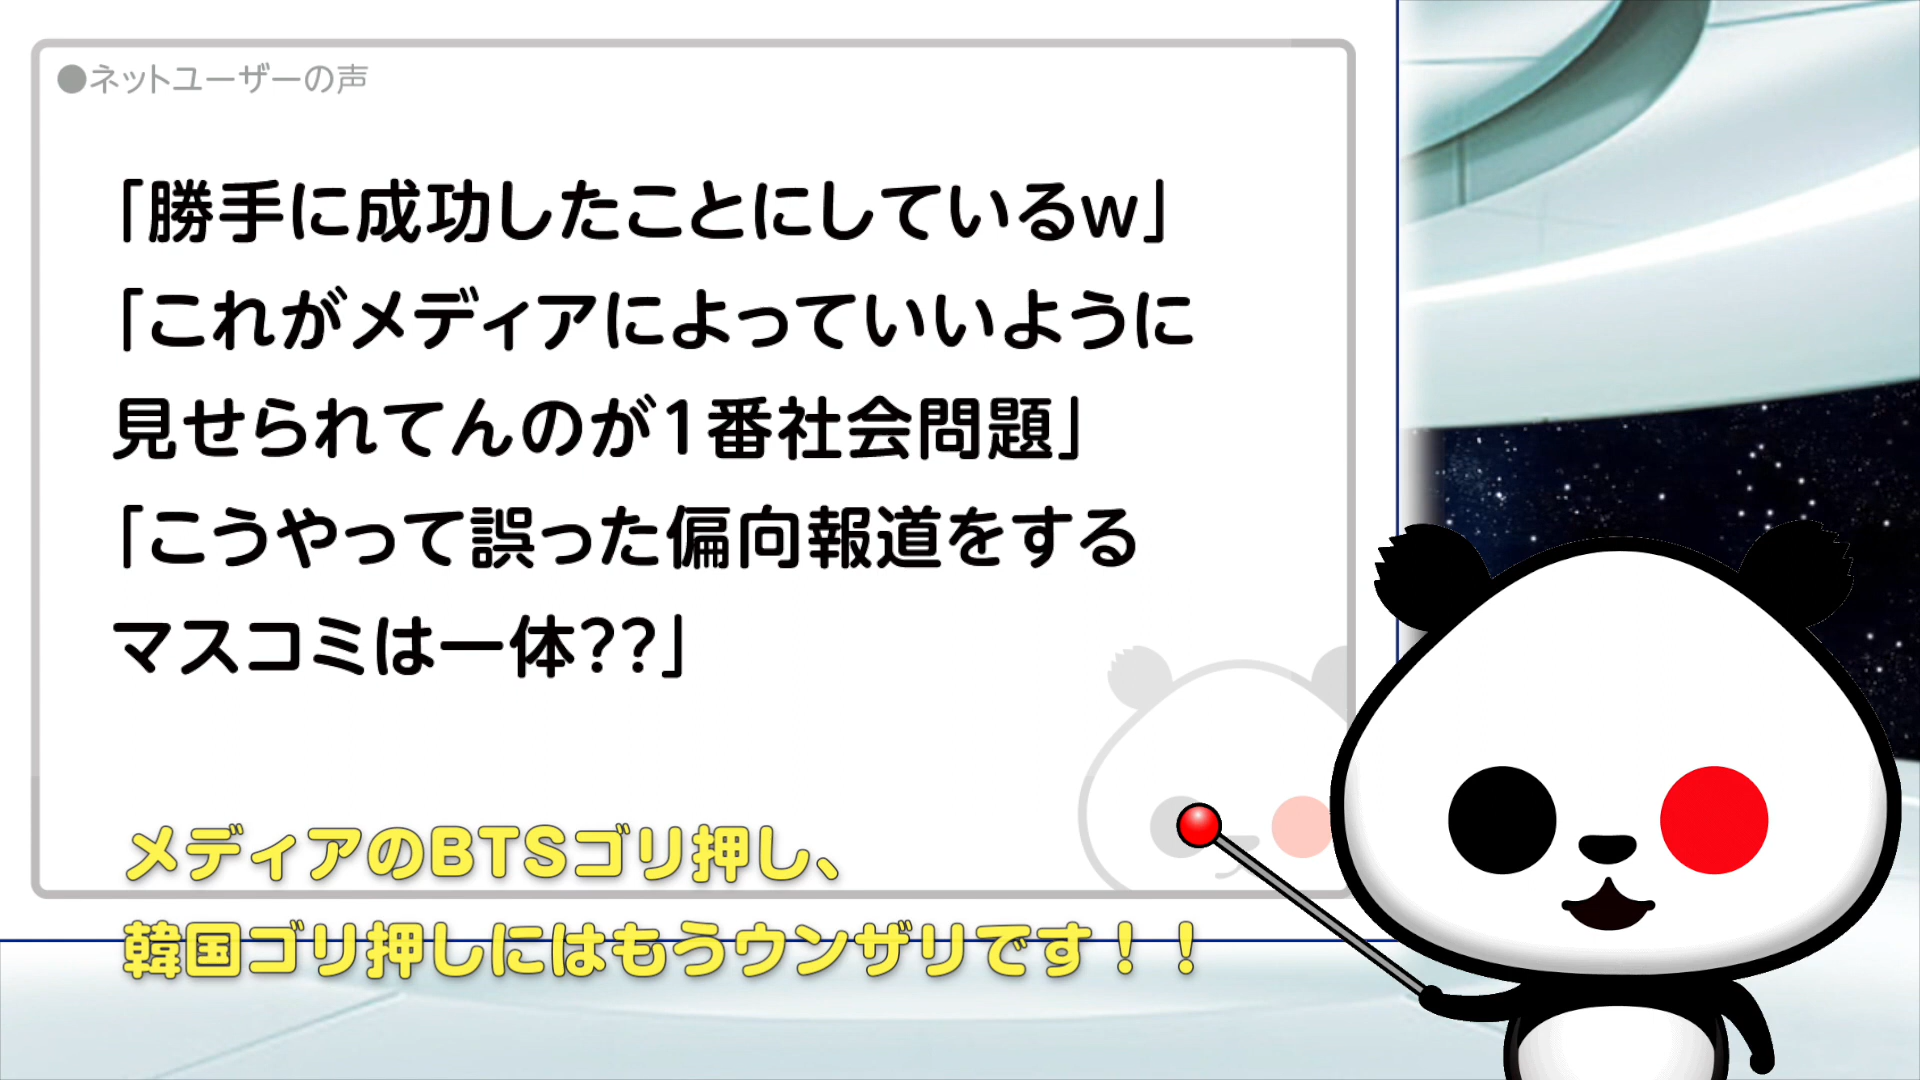 ●ネットユーザーの声
「勝手に成功したことにしているw」
「これがメディアによっていいように
見せられてんのが1番社会問題」
「こうやって誤った偏向報道をする
マスコミは一体??」
メディアのBTSゴリ押し、
韓国ゴリ押しにはもうウンザリです！！